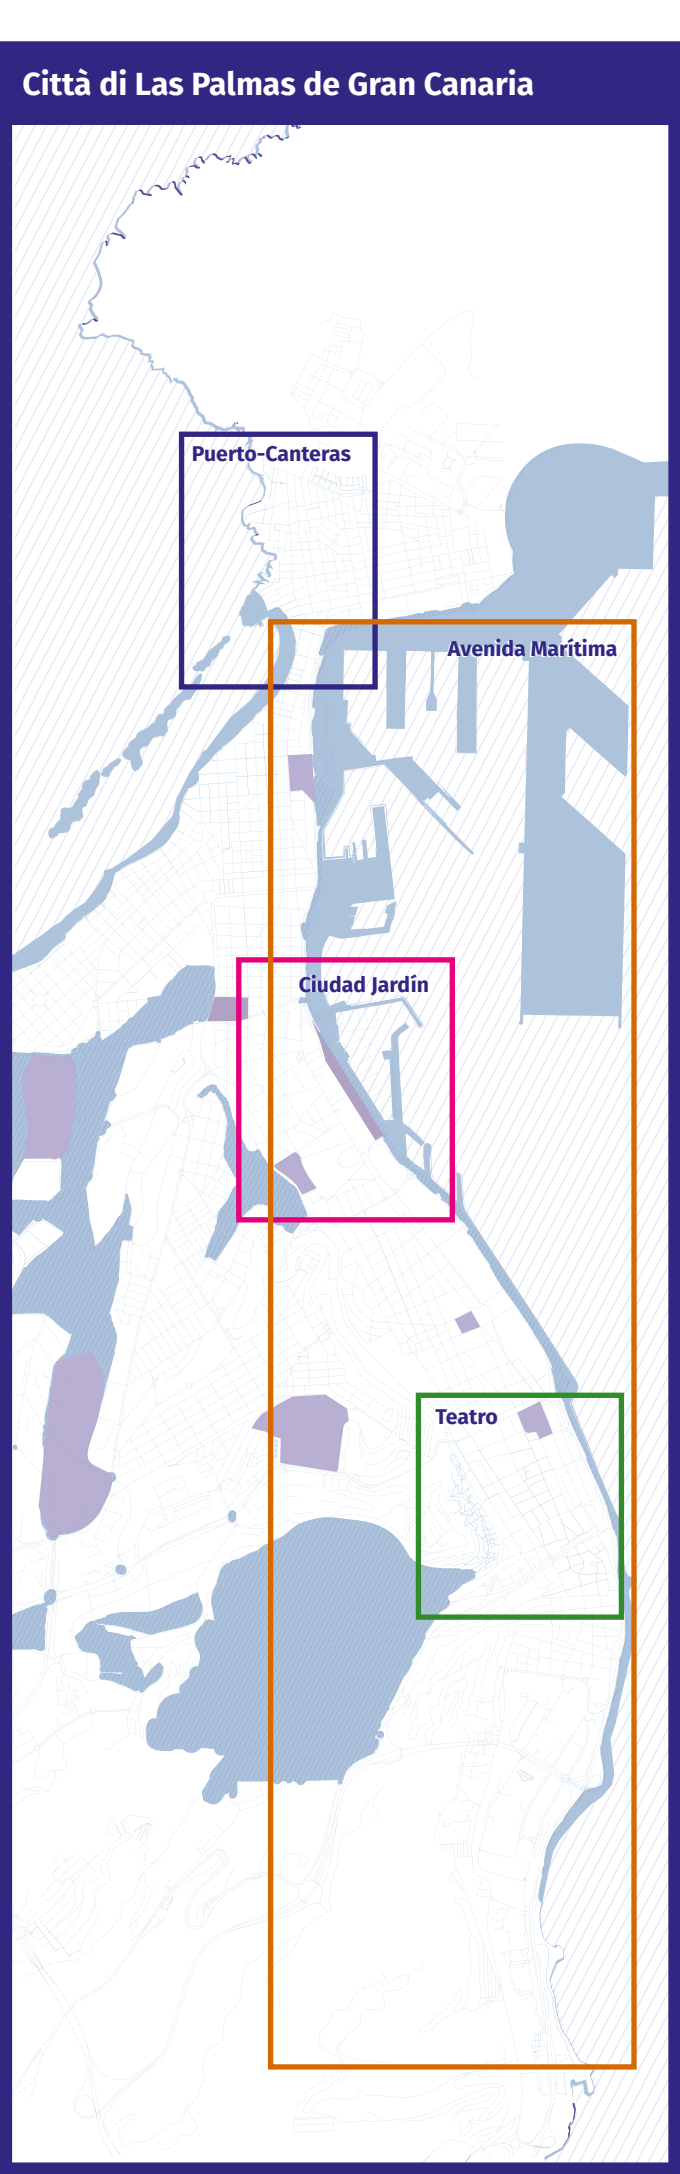 Città di Las Palmas de Gran Canaria
Puerto-Canteras
Avenida Marítima
Ciudad Jardín
Teatro